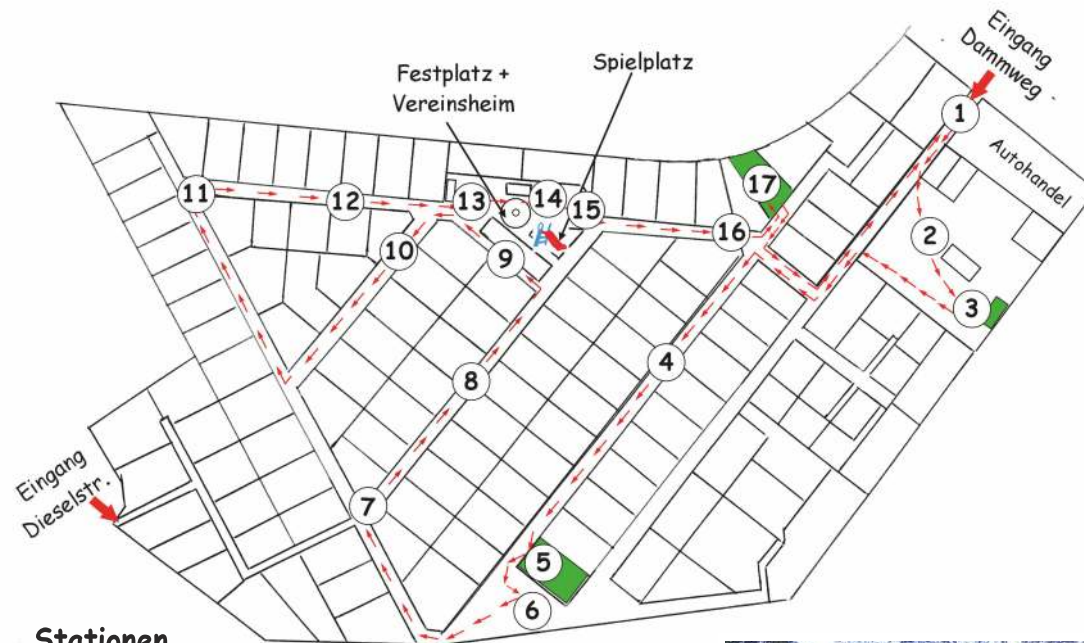 Eingang
Dammweg
Spielplatz
Festplatz +
Vereinsheim
1
Autohandel
17
11
12
13
14
15
16
2
10
9
3
4
8
Eingang
Dieselstr.
7
5
6
Stationen